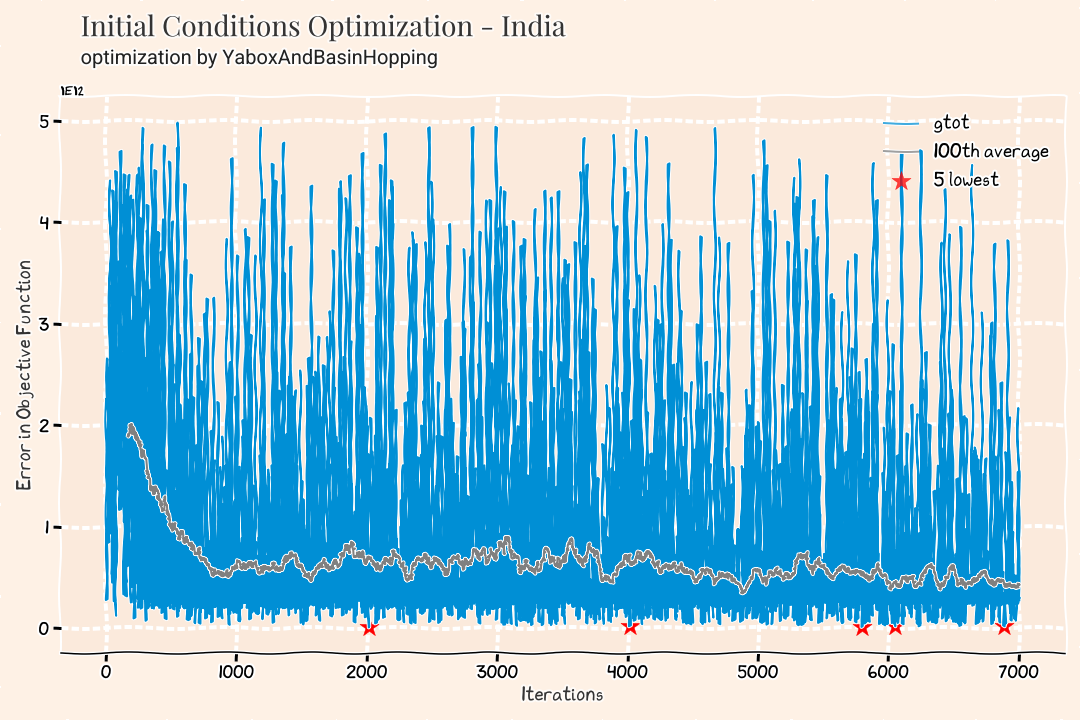 Initial Conditions Optimization - India
optimization by YaboxAndBasinHopping
1E12
gtot
100th average
5 lowest
5
4
3
2
1
0
Error in Objective Function
0 1000 2000 3000 4000 5000 6000 7000
Iterations